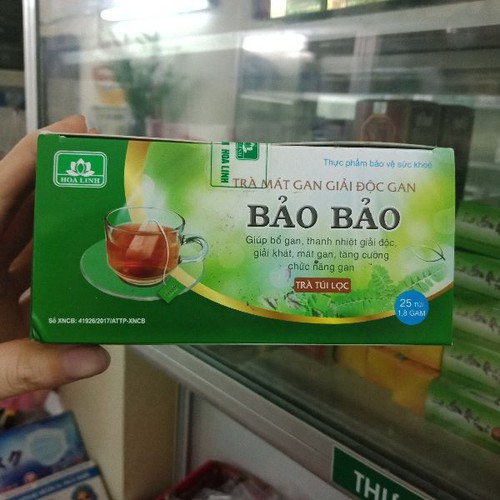 HOA LINH
HOA LINH
Thực phẩm bảo vệ sức khoẻ
TRÀ MÁT GAN GIẢI ĐỘC GAN
BẢO BẢO
Giúp bổ gan, thanh nhiệt giải độc,
giải khát, mát gan, tăng cường
chức năng gan
TRÀ TÚI LỌC
25 TÚI
1,8 GAM
Số XNCB: 41926/2017/ATTP-XNCB